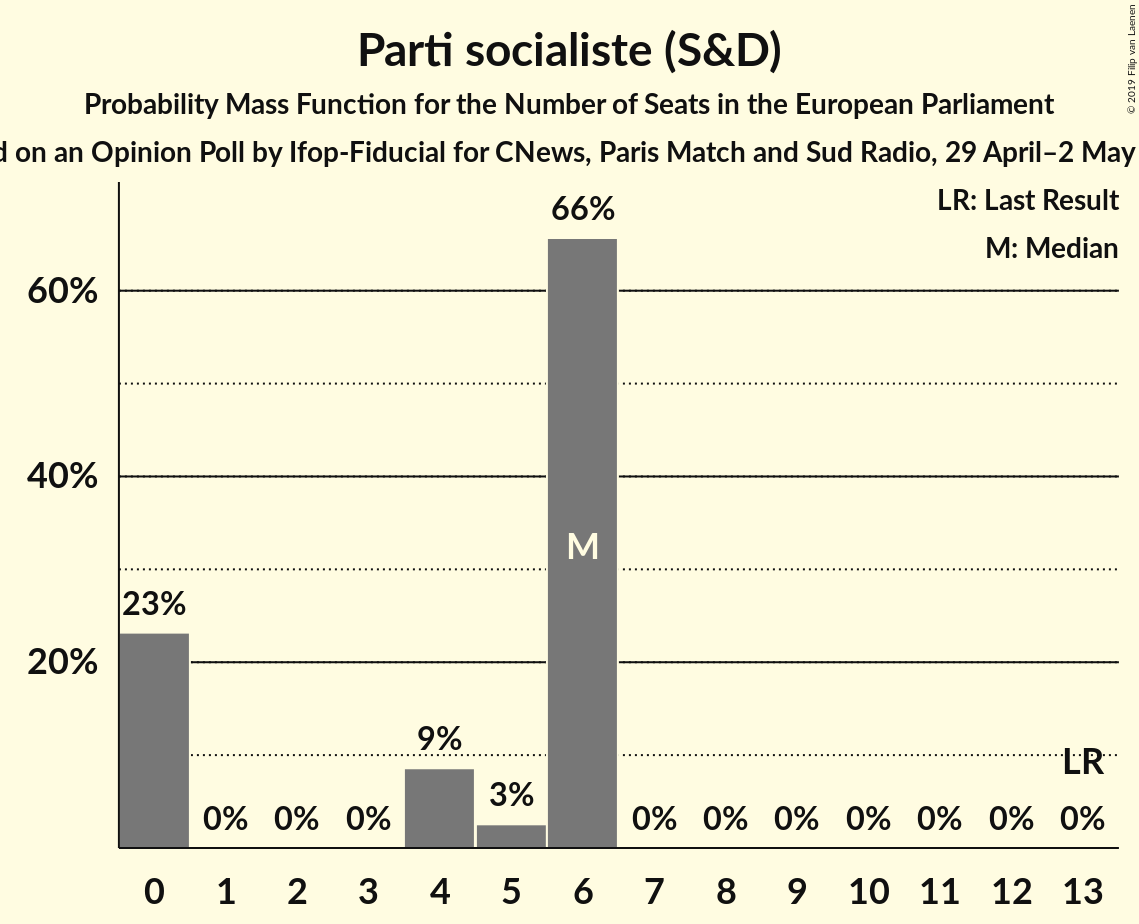 Parti socialiste (S&D)
Probability Mass Function for the Number of Seats in the European Parliament
on an Opinion Poll by Ifop-Fiducial for CNews, Paris Match and Sud Radio, 29 April–2 May
© 2019 Filip van Laenen
LR: Last Result
M: Median
66%
60%
40%
M
23%
20%
9%
LR
3%
0% 0% 0% 0% 0% 0% 0% 0% 0% 0%
0 1 2 3 4 5 6 7 8 9 10 11 12 13